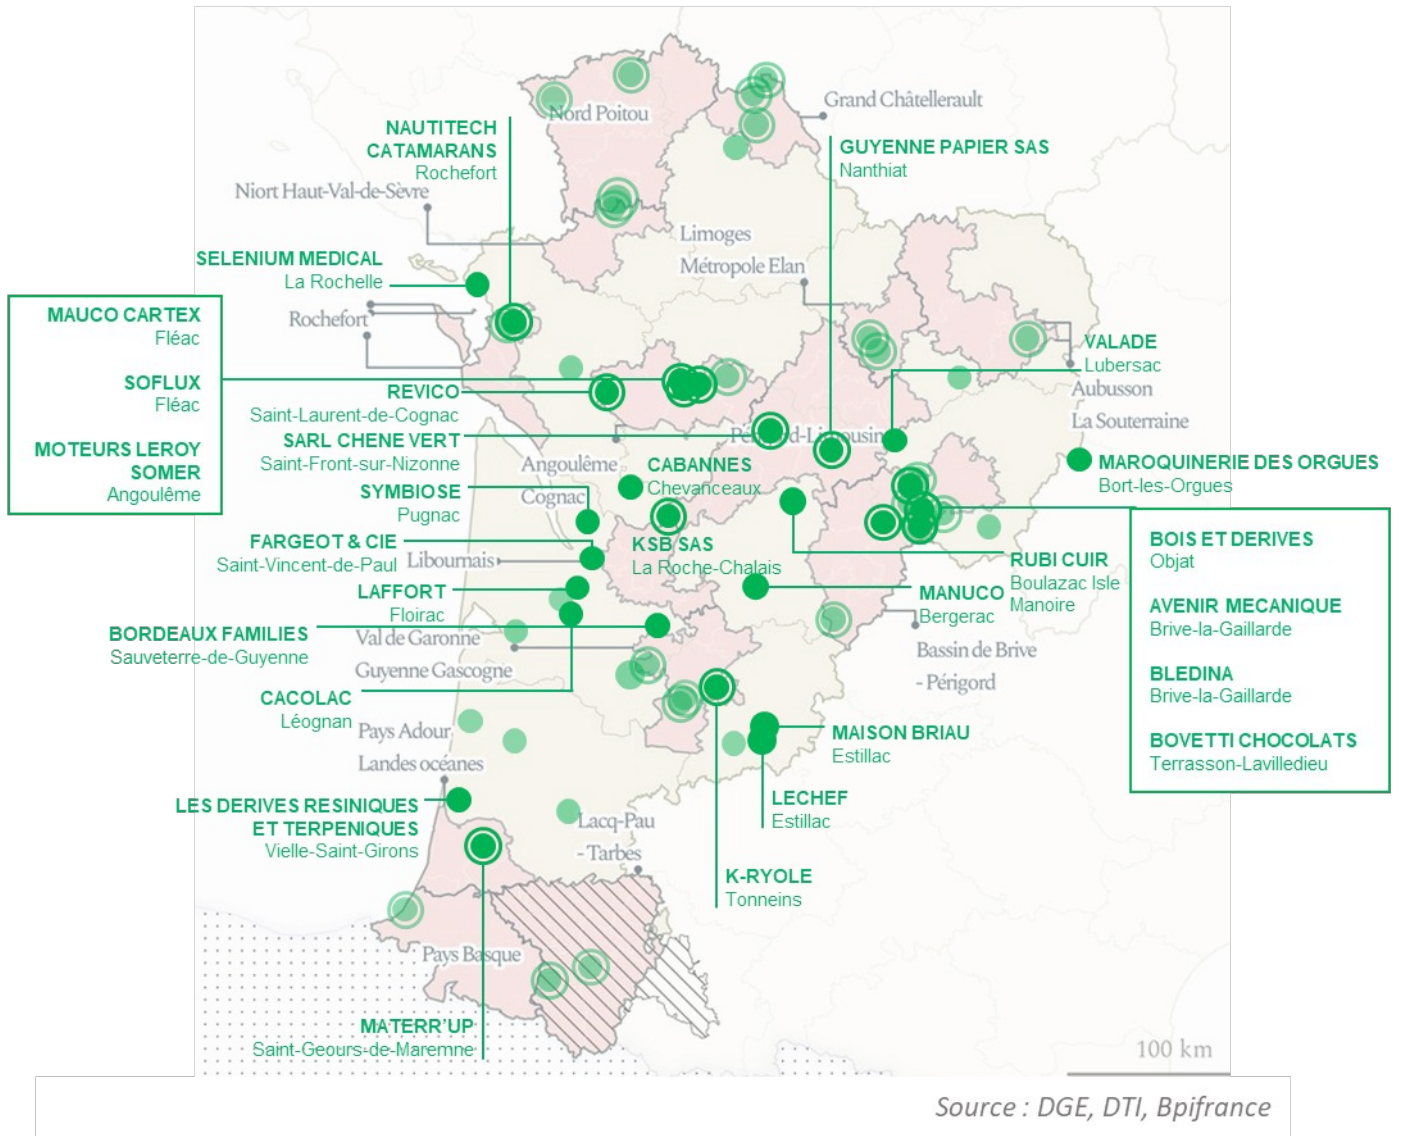 Nord Poitou
Grand Châtellerault
NAUTITECH
CATAMARANS
Rochefort
GUYENNE PAPIER SAS
Nanthiat
Niort Haut-Val-de-Sèvre
Limoges
Métropole Elan
SELENIUM MEDICAL
La Rochelle
Rochefort
MAUCO CARTEX
Fléac
SOFLUX
Fléac
MOTEURS LEROY
SOMER
Angoulême
VALADE
Lubersac
Aubusson
La Souterraine
REVICO
Saint-Laurent-de-Cognac
SARL CHENE VERT
Saint-Front-sur-Nizonne
Périgord-Limousin
Angoulême
Cognac
CABANNES
Chevanceaux
MAROQUINERIE DES ORGUES
Bort-les-Orgues
SYMBIOSE
Pugnac
FARGEOT & CIE
Saint-Vincent-de-Paul
Libournais
KSB SAS
La Roche-Chalais
RUBI CUIR
Boulazac Isle
Manoire
BOIS ET DERIVES
Objat
AVENIR MECANIQUE
Brive-la-Gaillarde
BLEDINA
Brive-la-Gaillarde
BOVETTI CHOCOLATS
Terrasson-Lavilledieu
LAFFORT
Floirac
MANUCO
Bergerac
BORDEAUX FAMILIES
Sauveterre-de-Guyenne
Val de Garonne
Guyenne Gascogne
Bassin de Brive
- Périgord
CACOLAC
Léognan
Pays Adour
Landes océanes
MAISON BRIAU
Estillac
LECHEF
Estillac
LES DERIVES RESINIQUES
ET TERPENIQUES
Vielle-Saint-Girons
Lacq-Pau
- Tarbes
K-RYOLE
Tonneins
Pays Basque
MATERR'UP
Saint-Geours-de-Maremne
100 km
Source : DGE, DTI, Bpifrance